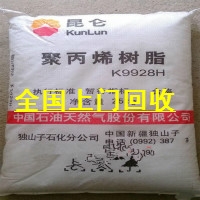 昆仑
KunLun
聚丙烯树脂
K9928H
全国上门回收
中国石油天然气股份有限公司
独山子石化分公司
中国新疆独山子
电话(0992) 387